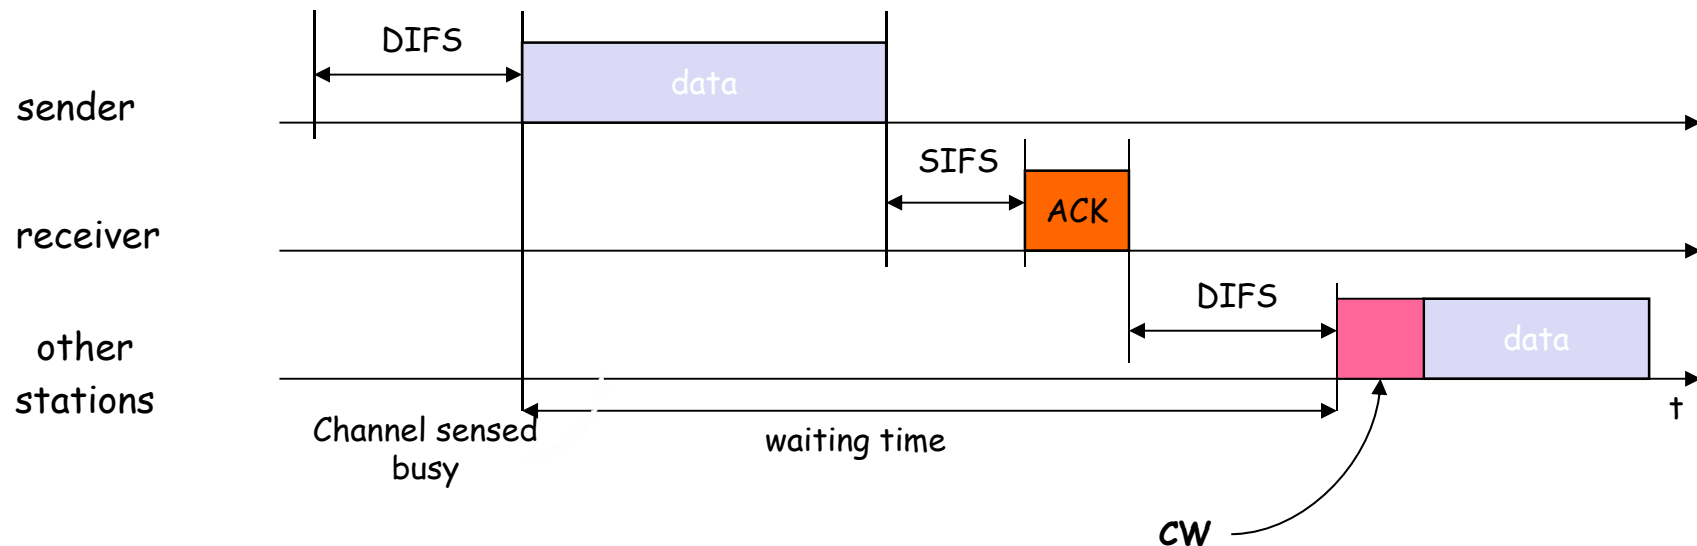 DIFS
data
sender
SIFS
ACK
receiver
DIFS
other
stations
data
t
Channel sensed
busy
waiting time
CW